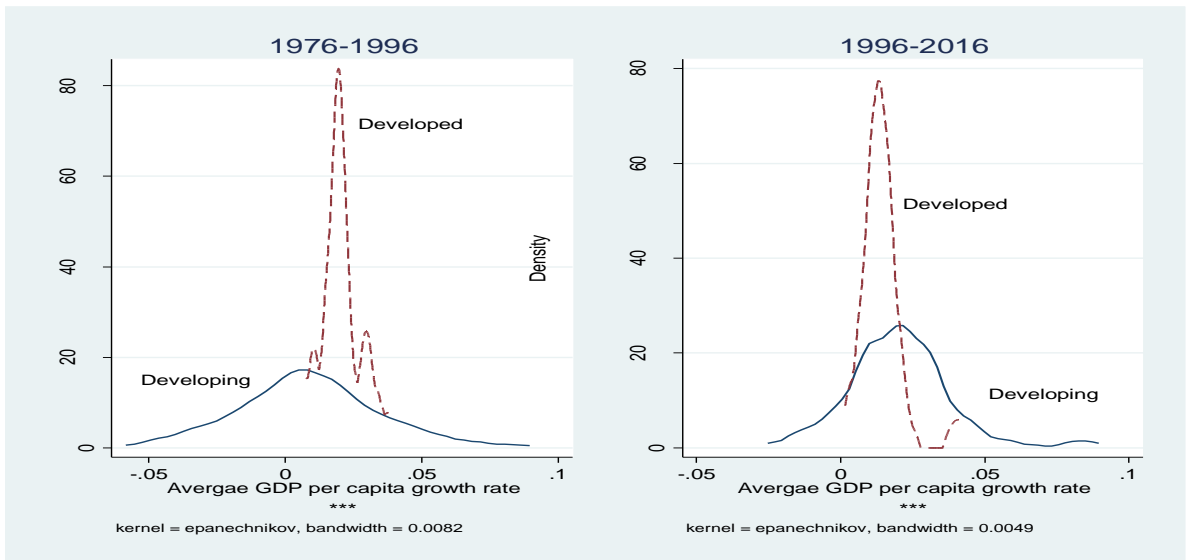 1976-1996
80
60
40
20
0
Developed
Developing
-.05 0 .05 .1
Avergae GDP per capita growth rate
***
kernel = epanechnikov, bandwidth = 0.0082
1996-2016
Density
80
60
40
20
0
Developed
Developing
-.05 0 .05 .1
Average GDP per capita growth rate
***
kernel = epanechnikov, bandwidth = 0.0049